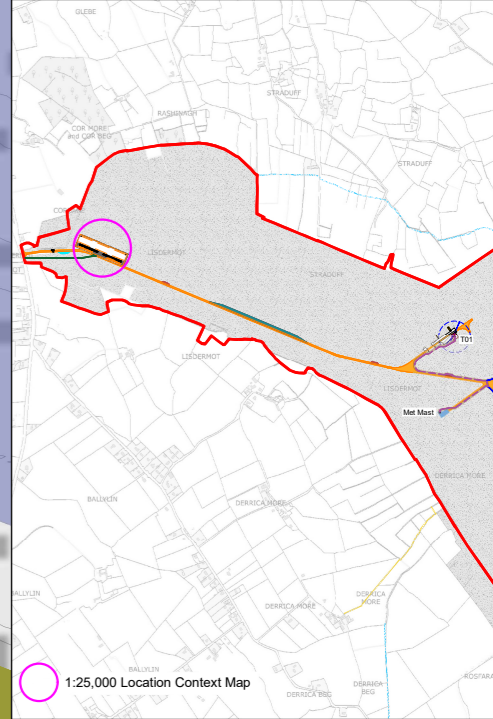 GLEBE
STRADUFF
RASHINAGH
COR MORE
and COR BEG
STRADUFF
LISDERMOT
STRADUFF
LISDERMOT
T01
LISDERMOT
Met Mast
DERRICA MORE
BALLYLIN
DERRICA MORE
DERRICA
MORE
DERRICA MORE
BALLYLIN
DERRICA
BEG
DERRICA BEG
1:25,000 Location Context Map